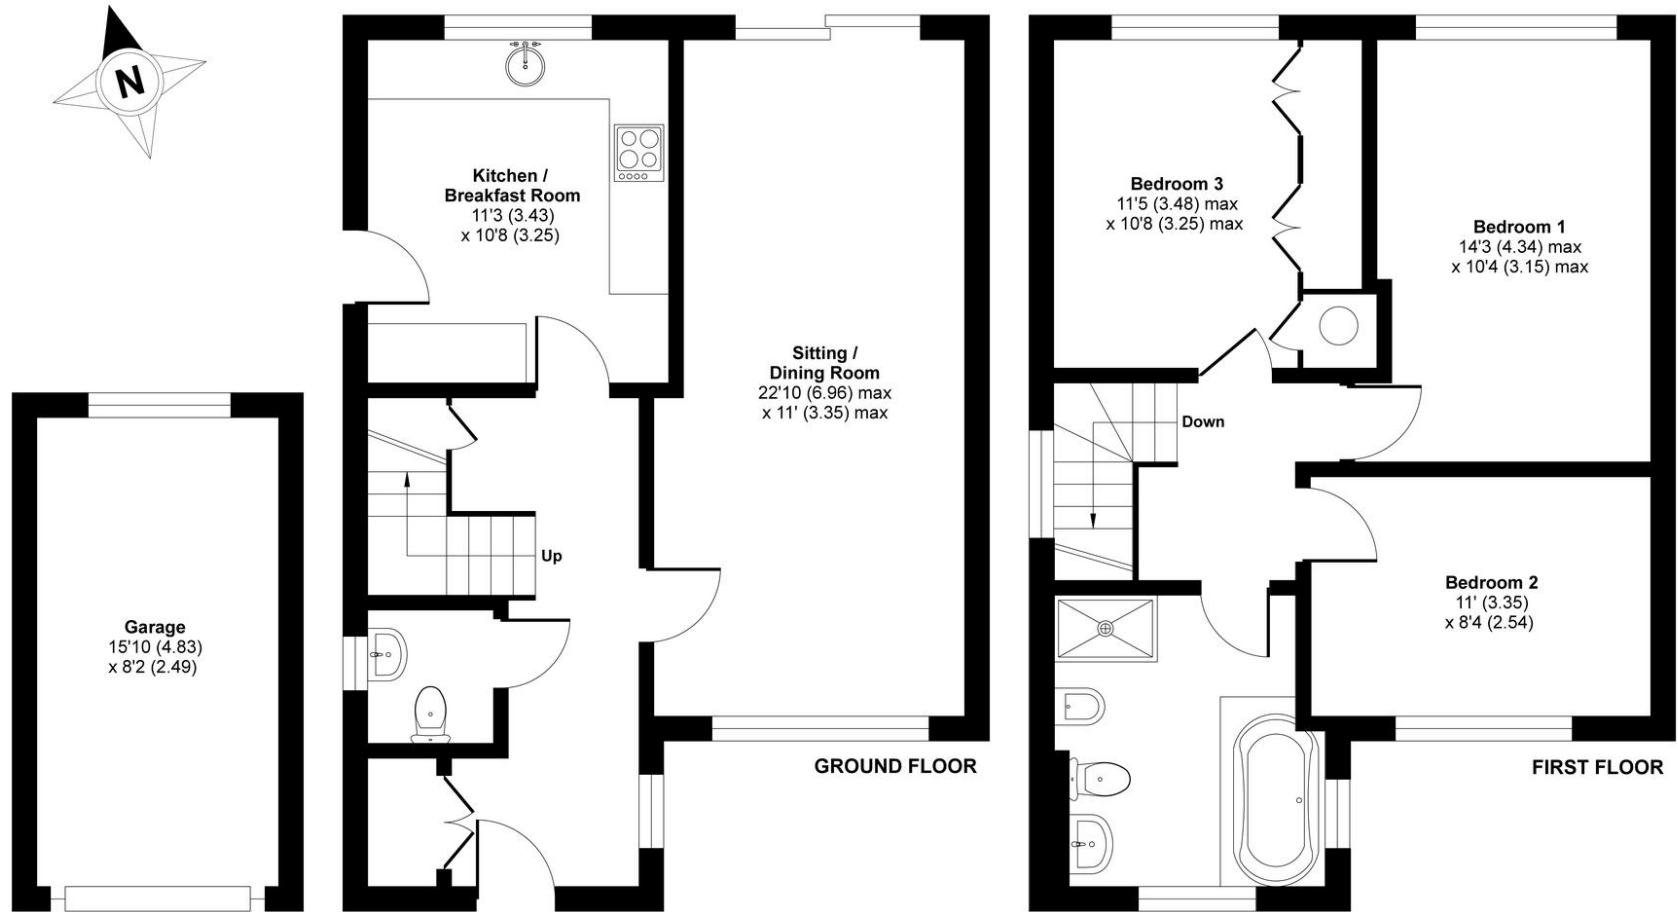 N
Kitchen /
Breakfast Room
11'3 (3.43)
x 10'8 (3.25)
Sitting /
Dining Room
22'10 (6.96) max
x 11' (3.35) max
Up
Garage
15'10 (4.83)
x 8'2 (2.49)
GROUND FLOOR
Bedroom 3
11'5 (3.48) max
x 10'8 (3.25) max
Bedroom 1
14'3 (4.34) max
x 10'4 (3.15) max
Down
Bedroom 2
11' (3.35)
x 8'4 (2.54)
FIRST FLOOR